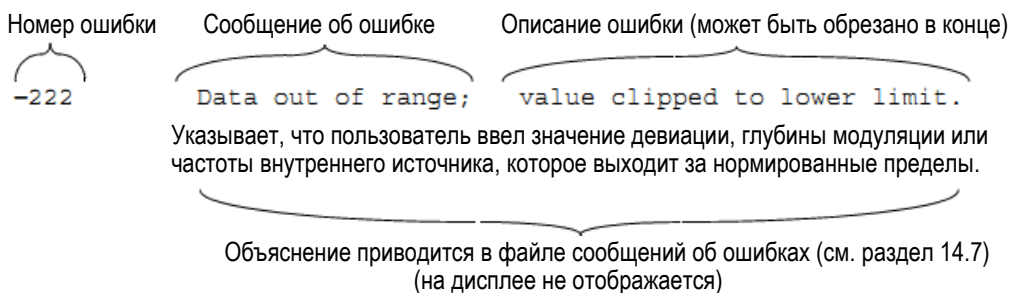 Номер ошибки Сообщение об ошибке Описание ошибки (может быть обрезано в конце)
-222 Data out of range; value clipped to lower limit.
Указывает, что пользователь ввел значение девиации, глубины модуляции или
частоты внутреннего источника, которое выходит за нормированные пределы.
Объяснение приводится в файле сообщений об ошибках (см. раздел 14.7)
(на дисплее не отображается)